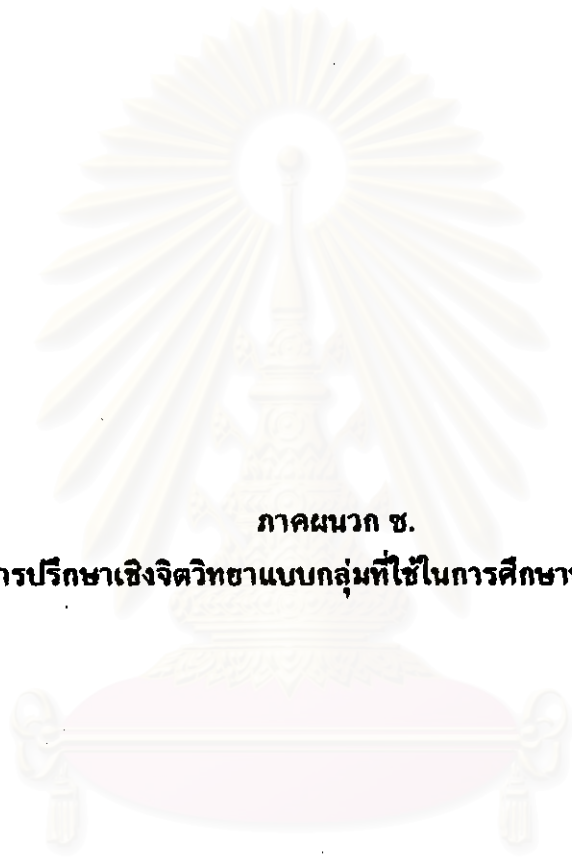 ภาคผนวก ซ.
ารปรึกษาเชิงจิตวิทยาแบบกลุ่มที่ใช้ในการศึกษา